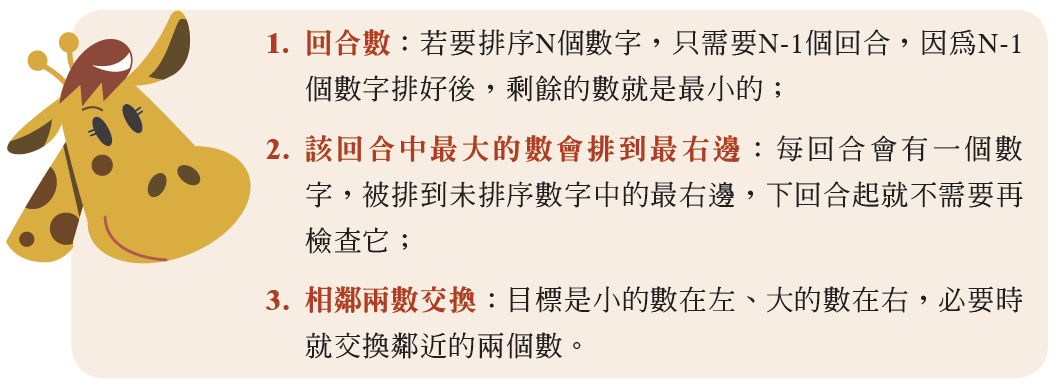 1. 回合數：若要排序N個數字，只需要N-1個回合，因爲N-1
個數字排好後，剩餘的數就是最小的；
2. 該回合中最大的數會排到最右邊：每回合會有一個數
字，被排到未排序數字中的最右邊，下回合起就不需要再
檢查它；
3. 相鄰兩數交換：目標是小的數在左、大的數在右，必要時
就交換鄰近的兩個數。